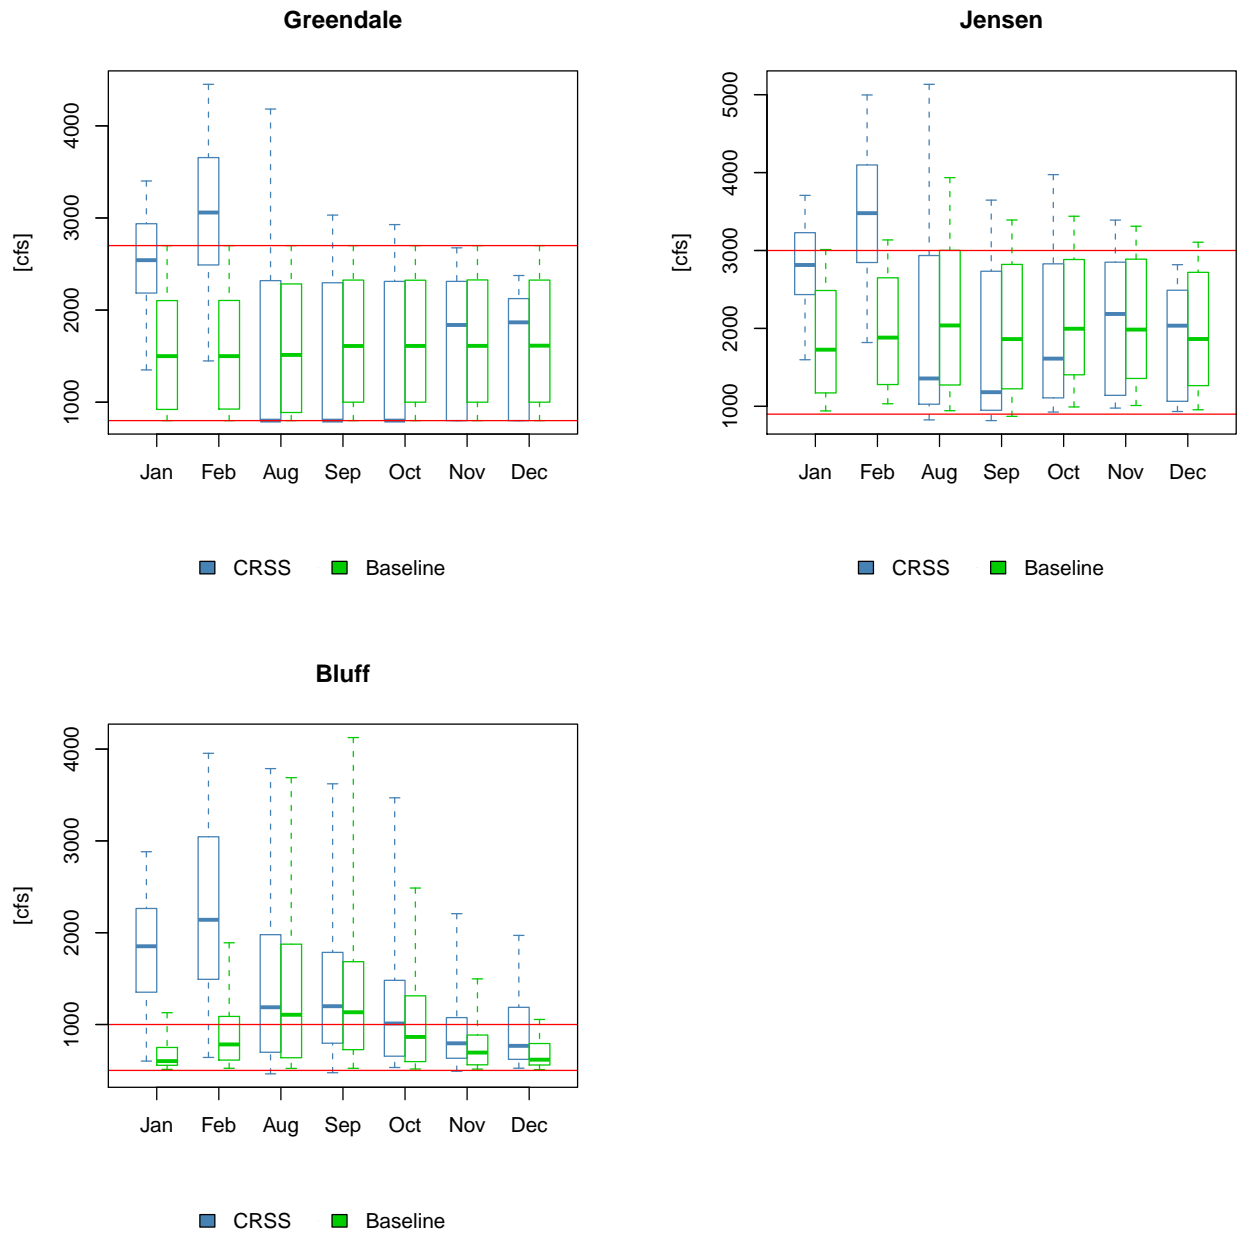 Greendale
[cfs]
4000
3000
2000
1000
Jan Feb Aug Sep Oct Nov Dec
CRSS Baseline
Jensen
[cfs]
5000
4000
3000
2000
1000
Jan Feb Aug Sep Oct Nov Dec
CRSS Baseline
Bluff
[cfs]
4000
3000
2000
1000
Jan Feb Aug Sep Oct Nov Dec
CRSS Baseline